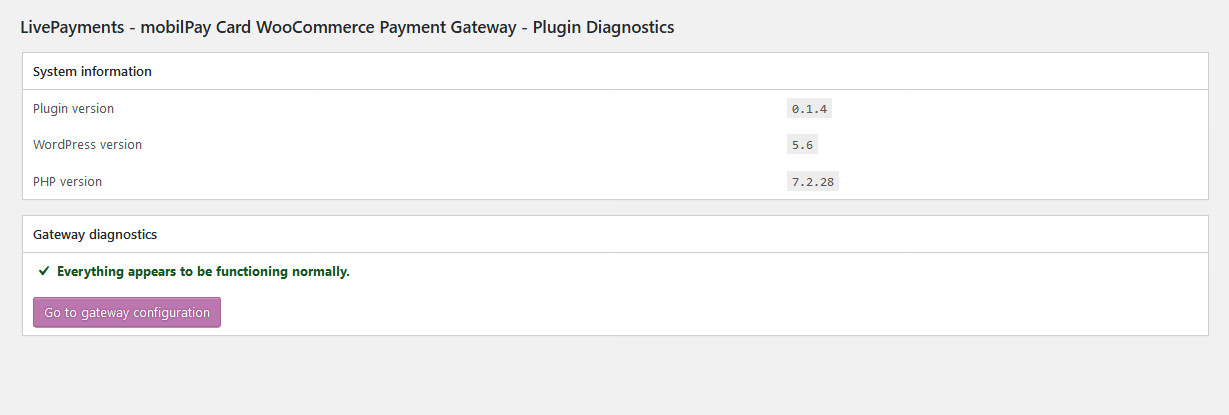 LivePayments - mobilPay Card WooCommerce Payment Gateway - Plugin Diagnostics
System information
Plugin version 0.1.4
WordPress version 5.6
PHP version 7.2.28
Gateway diagnostics
✓ Everything appears to be functioning normally.
Go to gateway configuration